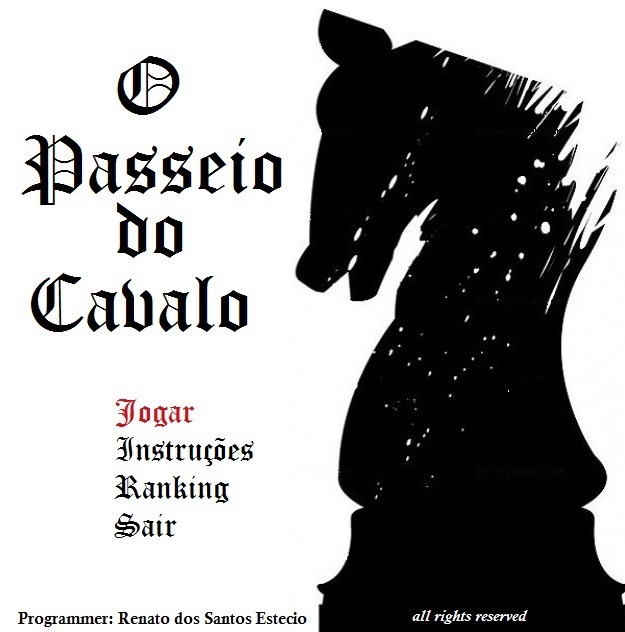 O
Passeio
do
Cavalo
Jogar
Instruções
Ranking
Sair
Programmer: Renato dos Santos Estecio
all rights reserved